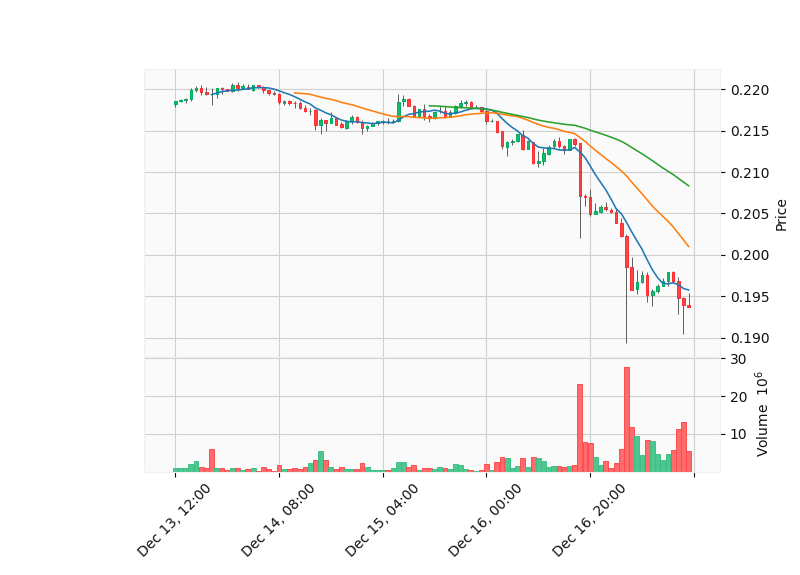 0.220
0.215
0.210
0.205
0.200
0.195
0.190
Price
30
20
10
Volume 10^6
Dec 13, 12:00
Dec 14, 08:00
Dec 15, 04:00
Dec 16, 00:00
Dec 16, 20:00